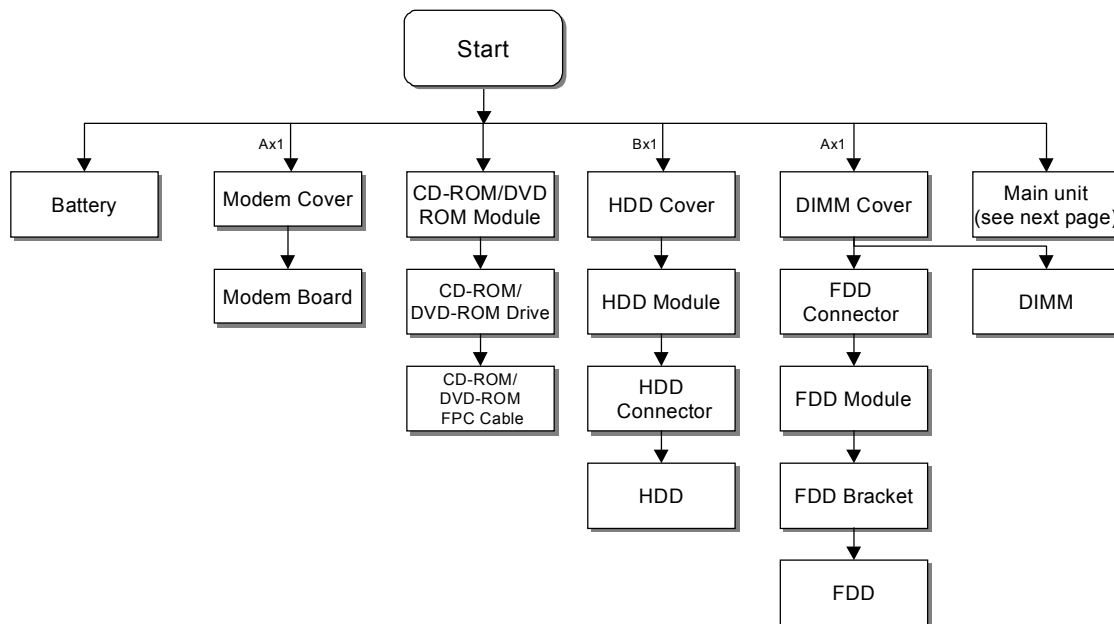 Start
Ax1
Bx1
Ax1
Battery
Modem Cover
CD-ROM/DVD
ROM Module
HDD Cover
DIMM Cover
Main unit
(see next page)
Modem Board
CD-ROM/
DVD-ROM Drive
HDD Module
FDD
Connector
DIMM
CD-ROM/
DVD-ROM
FPC Cable
HDD
Connector
FDD Module
HDD
FDD Bracket
FDD